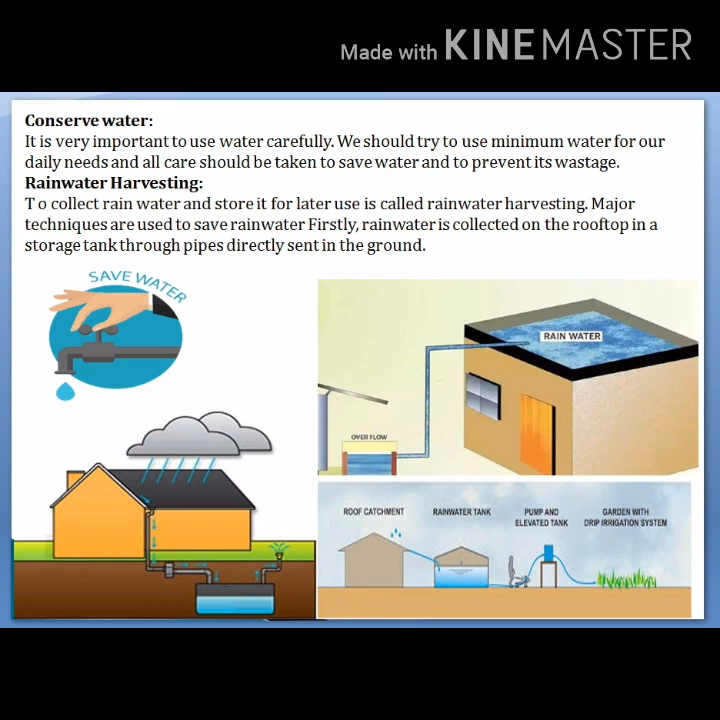 Made with KINEMASTER
Conserve water:
It is very important to use water carefully. We should try to use minimum water for our
daily needs and all care should be taken to save water and to prevent its wastage.
Rainwater Harvesting:
T o collect rain water and store it for later use is called rainwater harvesting. Major
techniques are used to save rainwater Firstly, rainwater is collected on the rooftop in a
storage tank through pipes directly sent in the ground.
SAVE WATER
RAIN WATER
OVER FLOW
ROOF CATCHMENT
RAINWATER TANK
PUMP AND
ELEVATED TANK
GARDEN WITH
DRIP IRRIGATION SYSTEM